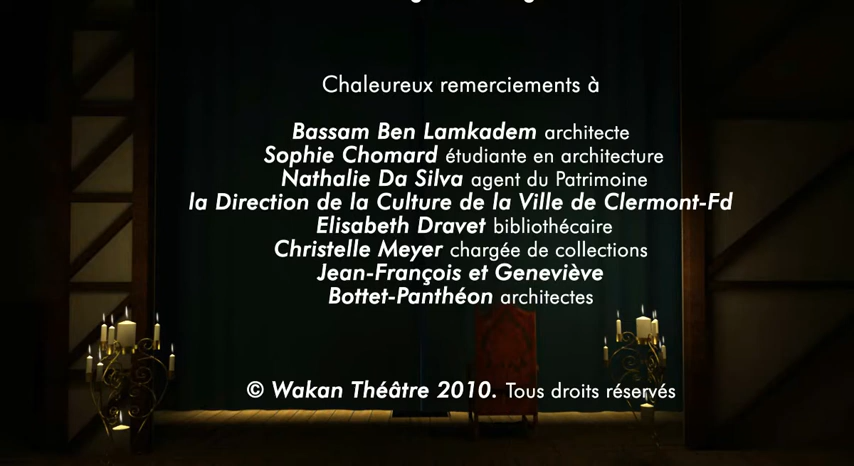 Chaleureux remerciements à
Bassam Ben Lamkadem architecte
Sophie Chomard étudiante en architecture
Nathalie Da Silva agent du Patrimoine
la Direction de la Culture de la Ville de Clermont-Fd
Elisabeth Dravet bibliothécaire
Christelle Meyer chargée de collections
Jean-François et Geneviève
Bottet-Panthéon architectes
© Wakan Théâtre 2010. Tous droits réservés